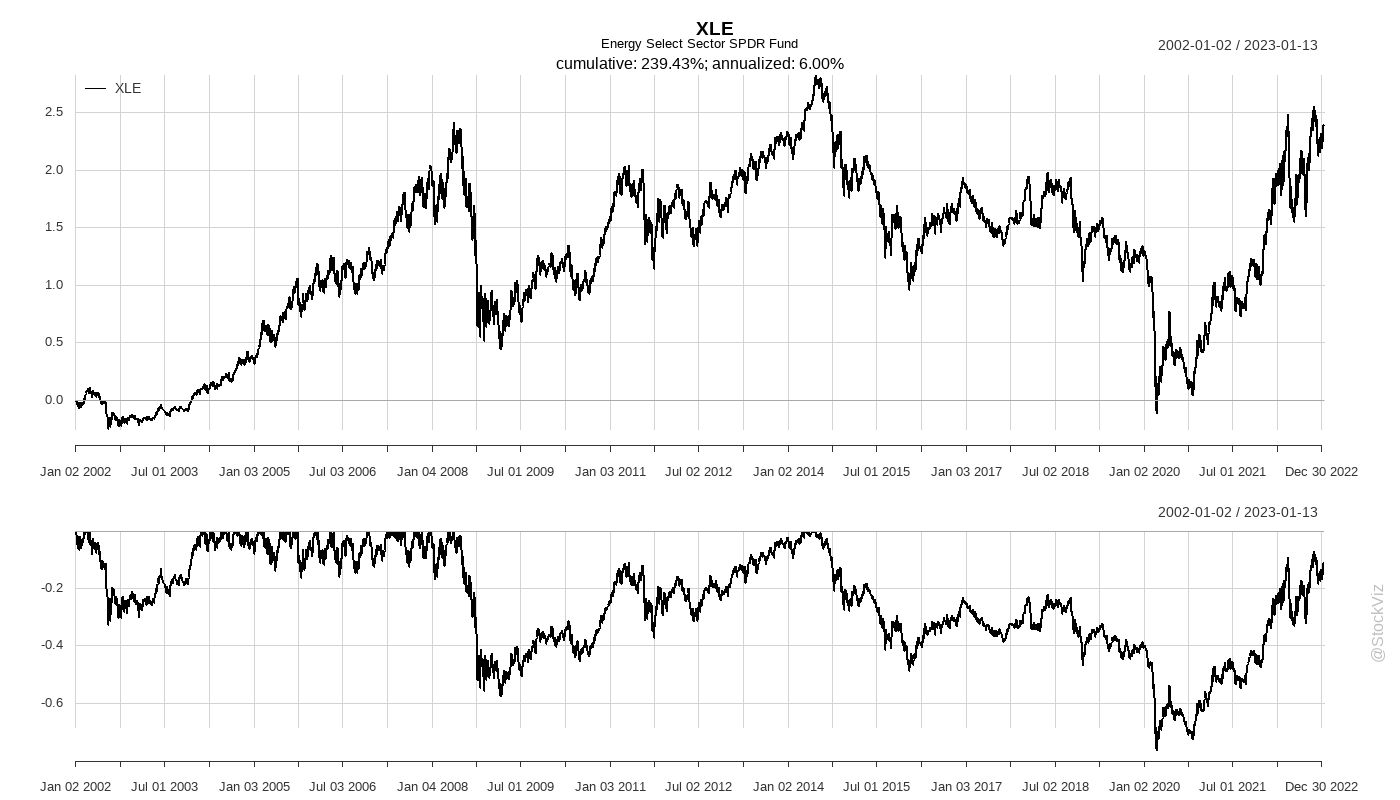 XLE
Energy Select Sector SPDR Fund
cumulative: 239.43%; annualized: 6.00%
2002-01-02 / 2023-01-13
XLE
2.5
2.0
1.5
1.0
0.5
0.0
Jan 02 2002 Jul 01 2003 Jan 03 2005 Jul 03 2006 Jan 04 2008 Jul 01 2009 Jan 03 2011 Jul 02 2012 Jan 02 2014 Jul 01 2015 Jan 03 2017 Jul 02 2018 Jan 02 2020 Jul 01 2021 Dec 30 2022
2002-01-02 / 2023-01-13
-0.2
-0.4
-0.6
Jan 02 2002 Jul 01 2003 Jan 03 2005 Jul 03 2006 Jan 04 2008 Jul 01 2009 Jan 03 2011 Jul 02 2012 Jan 02 2014 Jul 01 2015 Jan 03 2017 Jul 02 2018 Jan 02 2020 Jul 01 2021 Dec 30 2022
@StockViz